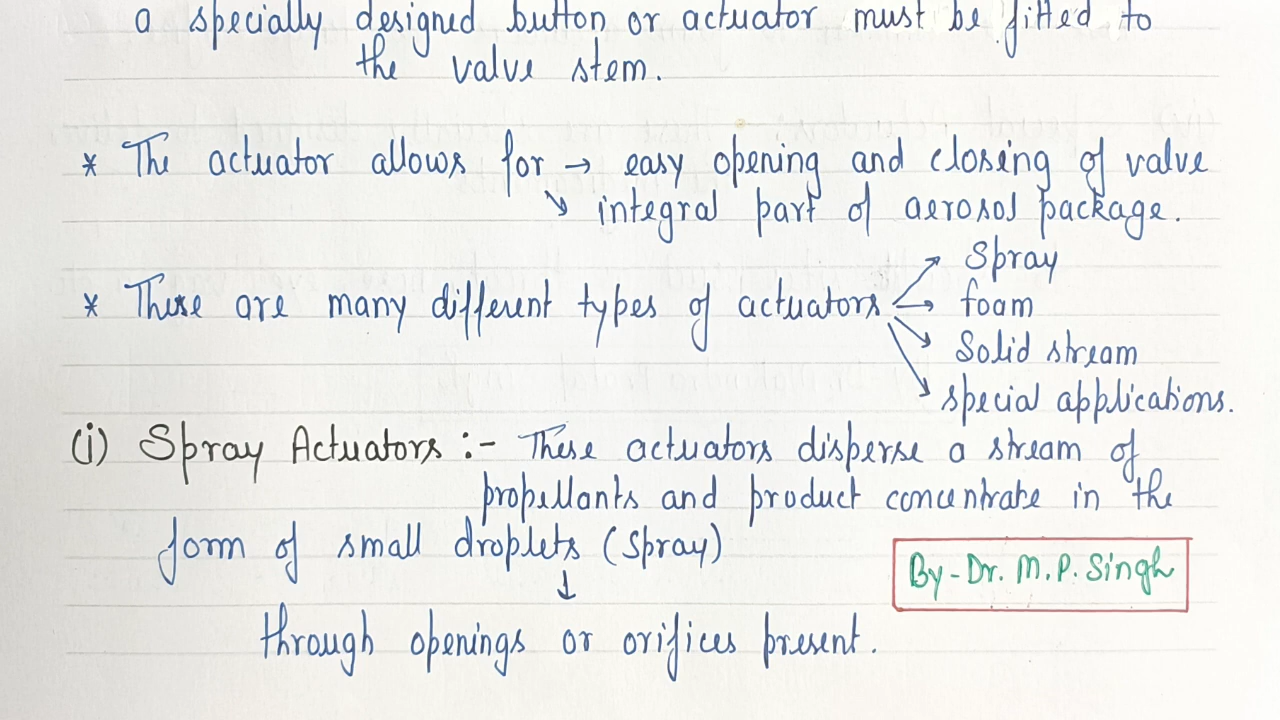 a specially designed button or actuator must be fitted to
the valve stem.
* The actuator allows for → easy opening and closing of valve
↘ integral part of aerosol package.
* There are many different types of actuators → Spray
→ foam
→ Solid stream
→ special applications.
(i) Spray Actuators :- These actuators disperse a stream of
propellants and product concentrate in the
form of small droplets (spray)
↓
through openings or orifices present.
By - Dr. M. P. Singh